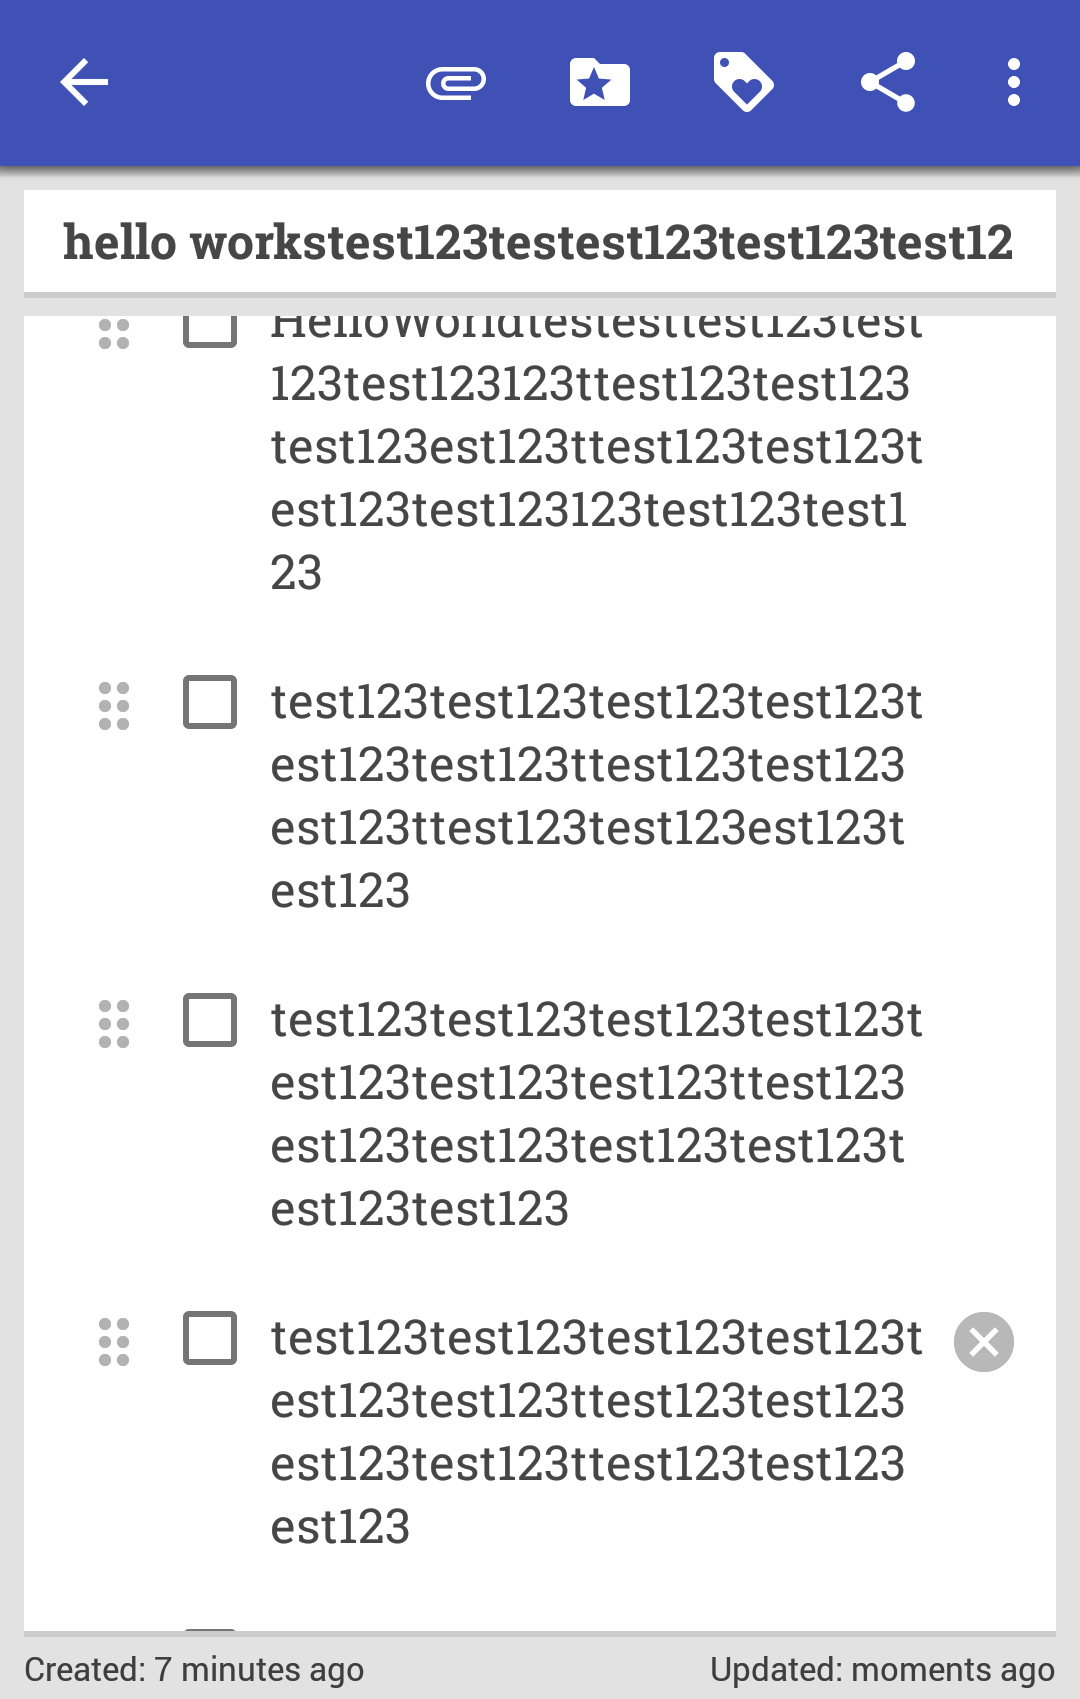 hello workstest123testest123test123test12
HelloWorldtestesttest123test
123test123123ttest123test123
test123est123ttest123test123t
est123test123123test123test1
23
test123test123test123test123t
est123test123ttest123test123
est123ttest123test123est123t
est123
test123test123test123test123t
est123test123test123ttest123
est123test123test123test123t
est123test123
test123test123test123test123t
est123test123ttest123test123
est123test123ttest123test123
est123
Created: 7 minutes ago
Updated: moments ago